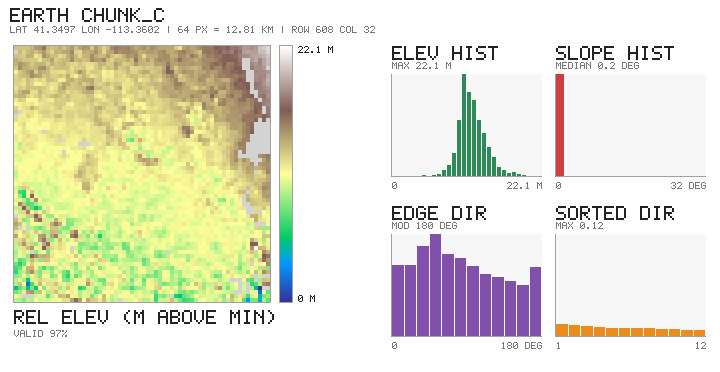 EARTH CHUNK_C
LAT 41.3497 LON -113.3602 | 64 PX = 12.81 KM | ROW 608 COL 32
22.1 M
0 M
REL ELEV (M ABOVE MIN)
VALID 97%
ELEV HIST
MAX 22.1 M
0 22.1 M
SLOPE HIST
MEDIAN 0.2 DEG
0 32 DEG
EDGE DIR
MOD 180 DEG
0 180 DEG
SORTED DIR
MAX 0.12
1 12